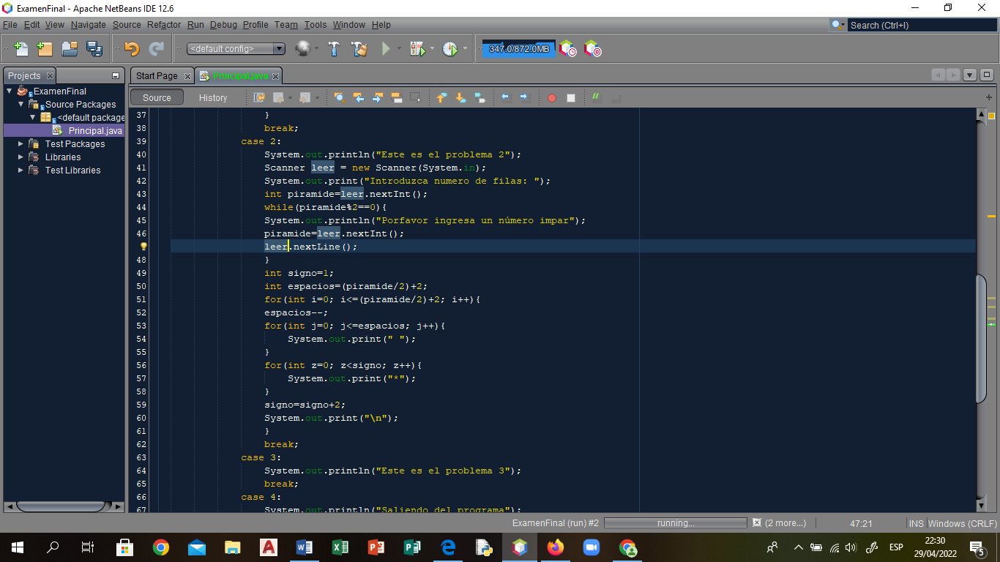 ExamenFinal - Apache NetBeans IDE 12.6
File Edit View Navigate Source Refactor Run Debug Profile Team Tools Window Help
Search (Ctrl+I)
<default config>
347.0/872.0MB
Projects
Start Page
Principal.java
ExamenFinal
Source Packages
<default package
Principal.java
Test Packages
Libraries
Test Libraries
Source
History
37 }
38 break;
39 case 2:
40 System.out.println("Este es el problema 2");
41 Scanner leer = new Scanner(System.in);
42 System.out.print("Introduzca numero de filas: ");
43 int piramide=leer.nextInt();
44 while(piramide%2==0){
45 System.out.println("Porfavor ingresa un número impar");
46 piramide=leer.nextInt();
leer.nextLine();
48 }
49 int signo=1;
50 int espacios=(piramide/2)+2;
51 for(int i=0; i<=(piramide/2)+2; i++){
52 espacios--;
53 for(int j=0; j<=espacios; j++){
54 System.out.print(" ");
55 }
56 for(int z=0; z<signo; z++){
57 System.out.print("*");
58 }
59 signo=signo+2;
60 System.out.print("\n");
61 }
62 break;
63 case 3:
64 System.out.println("Este es el problema 3");
65 break;
66 case 4:
67 System.out.println("Saliendo del programa");
ExamenFinal (run) #2
running...
(2 more...)
47:21
INS
Windows (CRLF)
ESP
22:30
29/04/2022
5